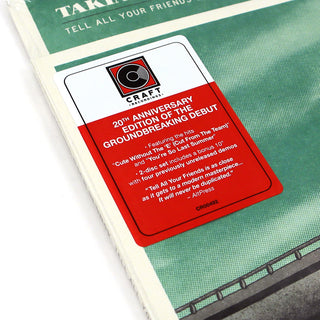 TAKI
TELL ALL YOUR FRIENDS
CRAFT
RECORDINGS
20TH ANNIVERSARY
EDITION OF THE
GROUNDBREAKING DEBUT
• Featuring the hits
"Cute Without The 'E' (Cut From The Team)"
and "You're So Last Summer"
• 2-disc set includes a bonus 10"
with four previously unreleased demos
"Tell All Your Friends is as close
as it gets to a modern masterpiece...
It will never be duplicated."
– AltPress
CR00492